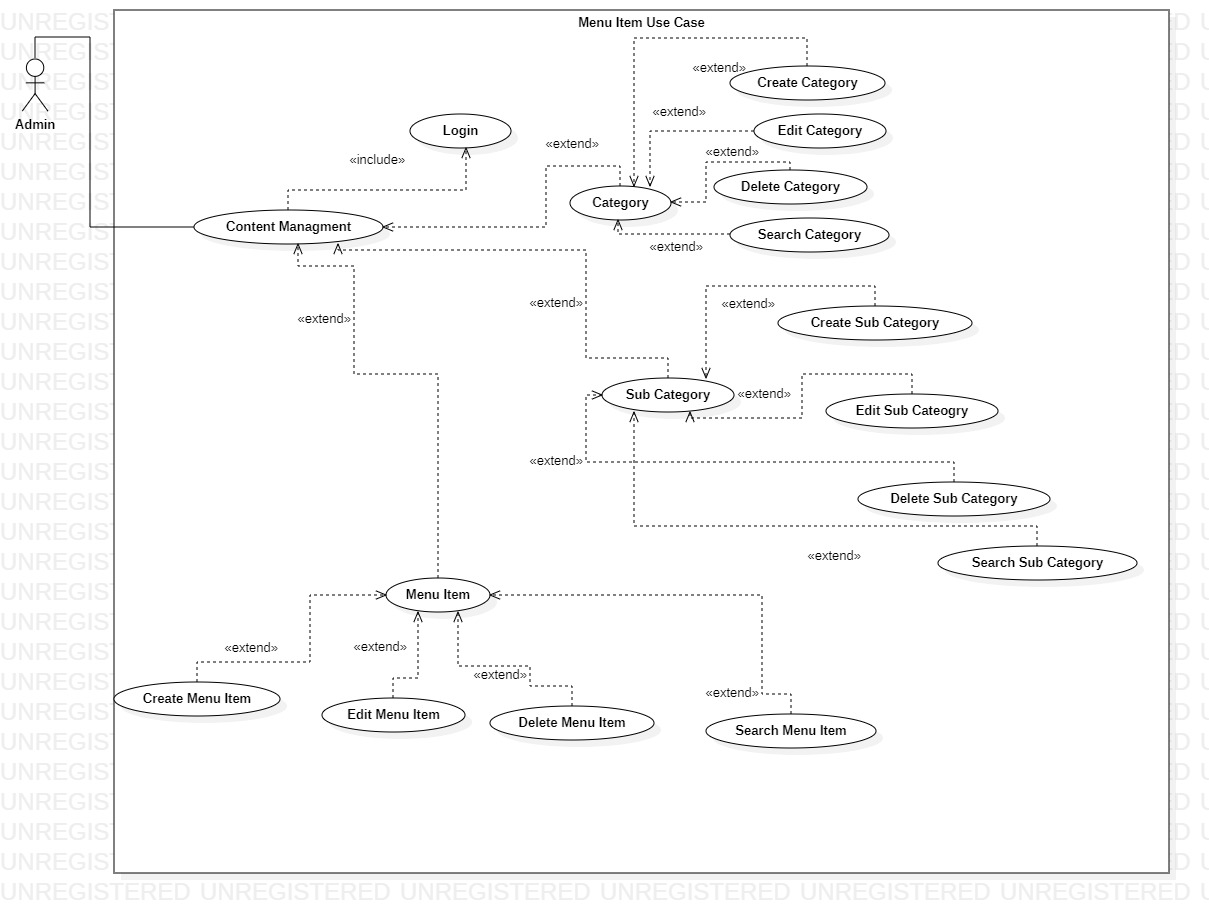 Menu Item Use Case
«extend»
Create Category
Admin
«extend»
Login
Edit Category
«include»
«extend»
«extend»
Delete Category
Category
Content Managment
Search Category
«extend»
«extend»
«extend»
«extend»
Create Sub Category
Sub Category
«extend»
Edit Sub Cateogry
«extend»
Delete Sub Category
«extend»
Search Sub Category
Menu Item
«extend»
«extend»
«extend»
«extend»
Create Menu Item
Edit Menu Item
Delete Menu Item
Search Menu Item
UNREGISTERED UNREGISTERED UNREGISTERED UNREGISTERED UNREGISTERED UNREGISTERED